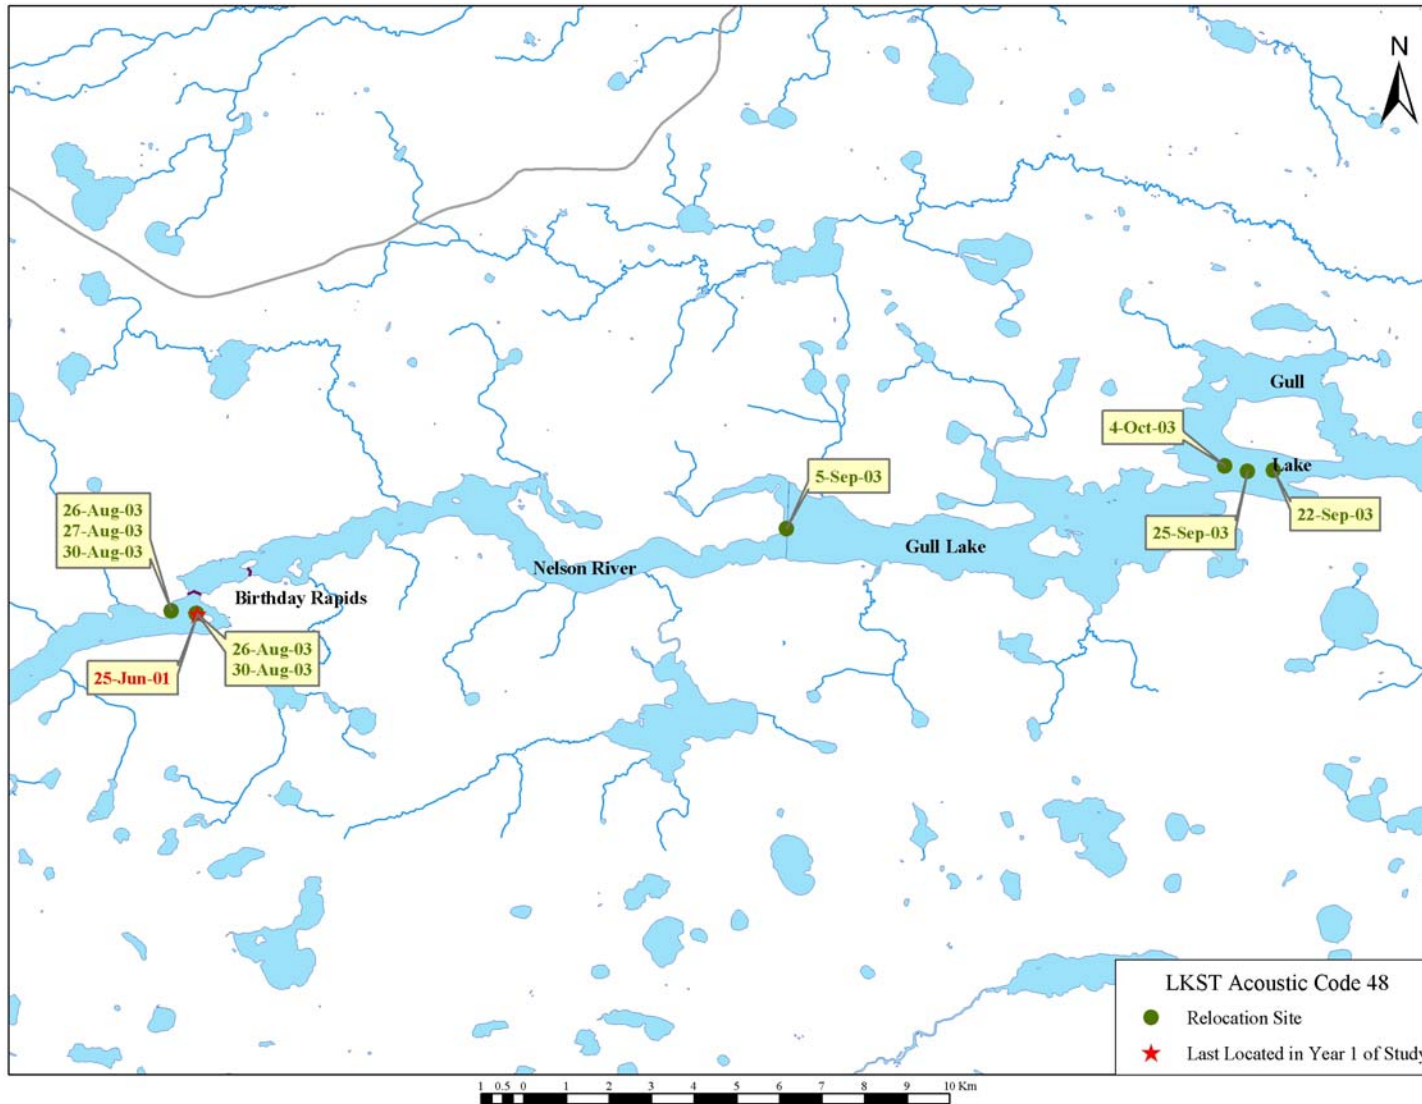 N
Gull
4-Oct-03
Lake
5-Sep-03
22-Sep-03
25-Sep-03
26-Aug-03
27-Aug-03
30-Aug-03
Gull Lake
Nelson River
Birthday Rapids
26-Aug-03
30-Aug-03
25-Jun-01
LKST Acoustic Code 48
Relocation Site
Last Located in Year 1 of Study
1 0.5 0 1 2 3 4 5 6 7 8 9 10 Km